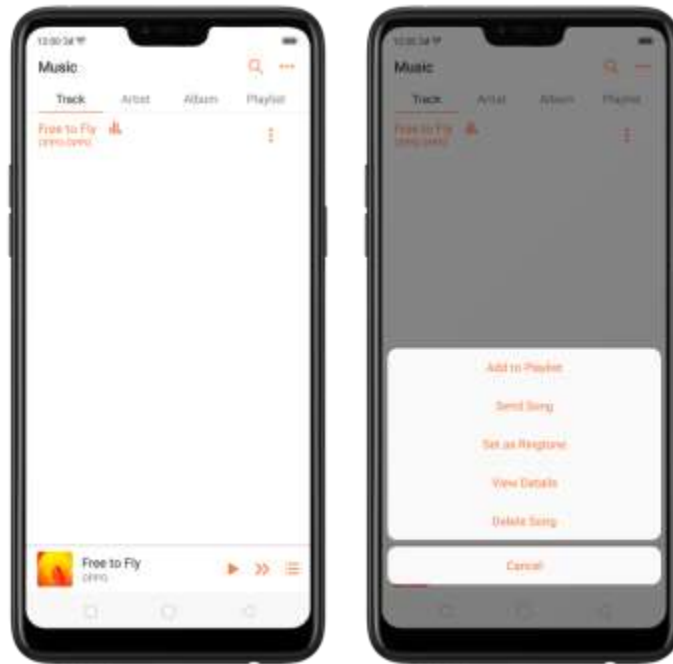 Music
Track Artist Album Playlist
Free to Fly
Free to Fly
OPPO
Music
Track Artist Album Playlist
Free to Fly
Add to Playlist
Send Song
Set as Ringtone
View Details
Delete Song
Cancel